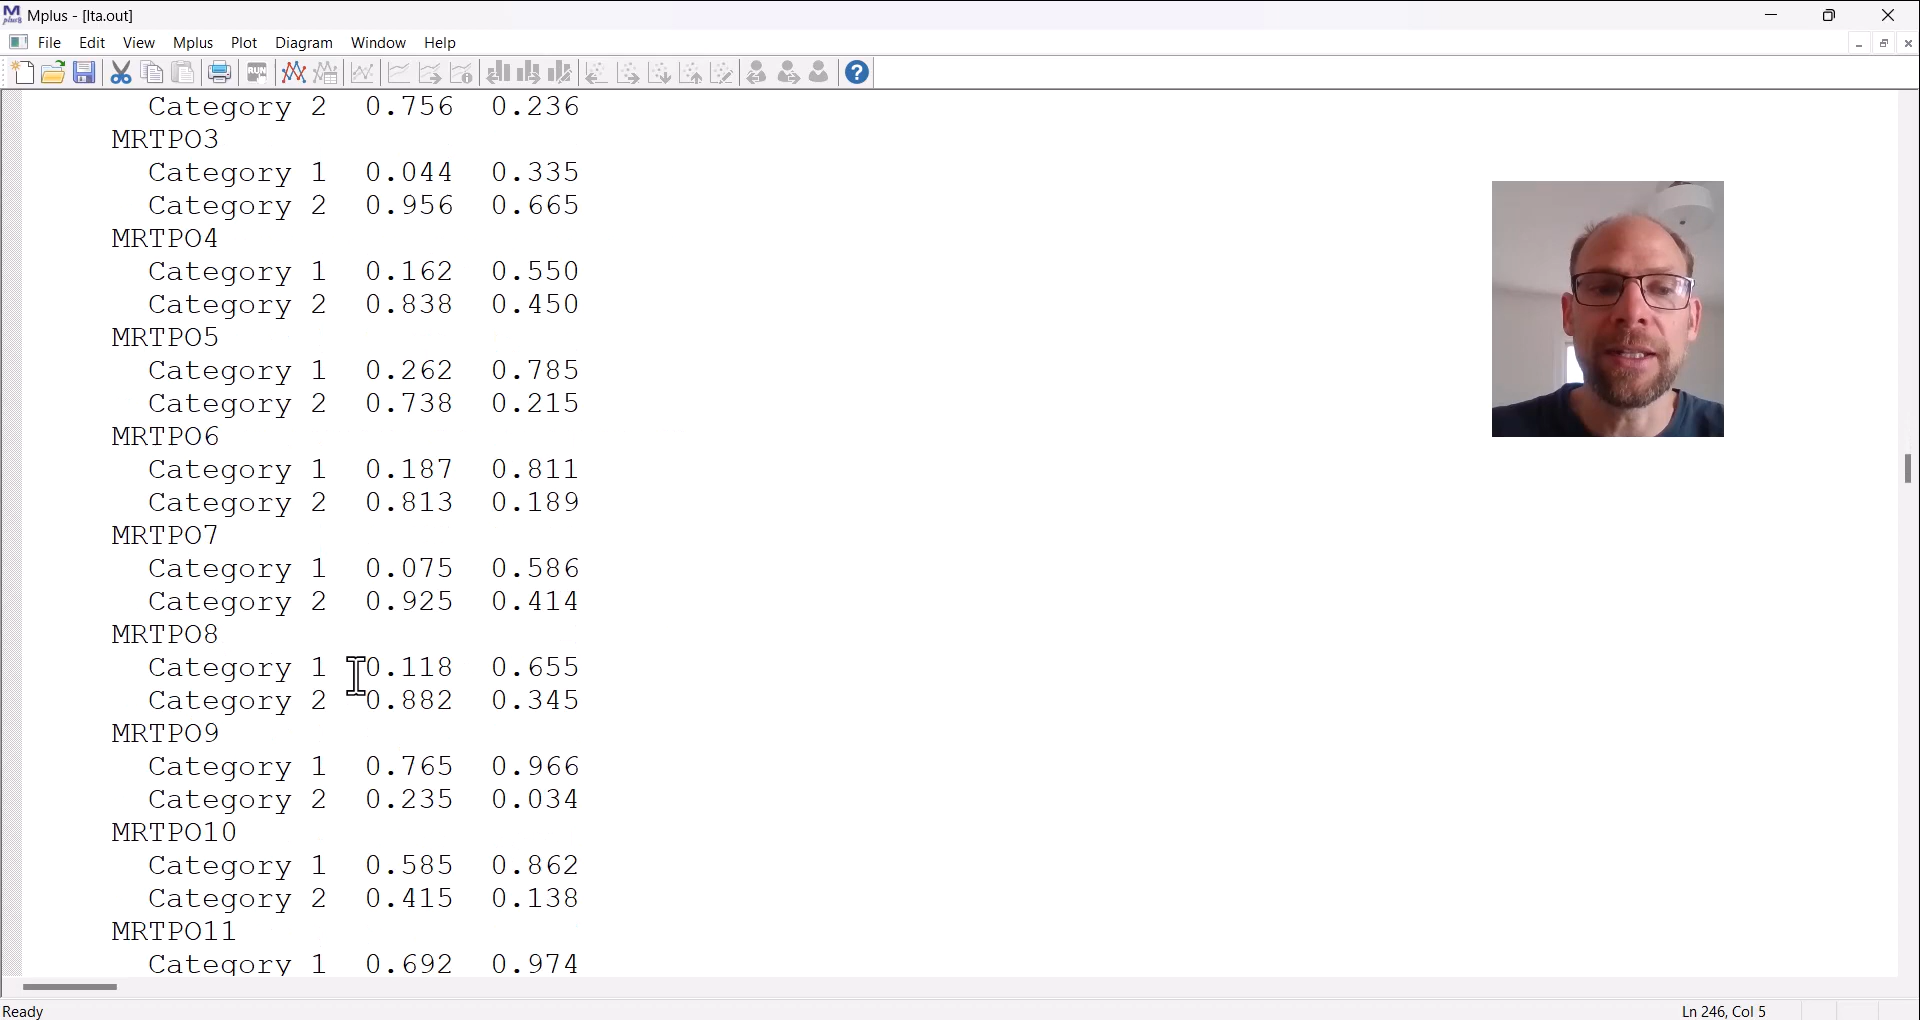 Mplus - [lta.out]
File Edit View Mplus Plot Diagram Window Help
RUN
Category 2 0.756 0.236
MRTPO3
Category 1 0.044 0.335
Category 2 0.956 0.665
MRTPO4
Category 1 0.162 0.550
Category 2 0.838 0.450
MRTPO5
Category 1 0.262 0.785
Category 2 0.738 0.215
MRTPO6
Category 1 0.187 0.811
Category 2 0.813 0.189
MRTPO7
Category 1 0.075 0.586
Category 2 0.925 0.414
MRTPO8
Category 1 0.118 0.655
Category 2 0.882 0.345
MRTPO9
Category 1 0.765 0.966
Category 2 0.235 0.034
MRTPO10
Category 1 0.585 0.862
Category 2 0.415 0.138
MRTPO11
Category 1 0.692 0.974
Ready
Ln 246, Col 5